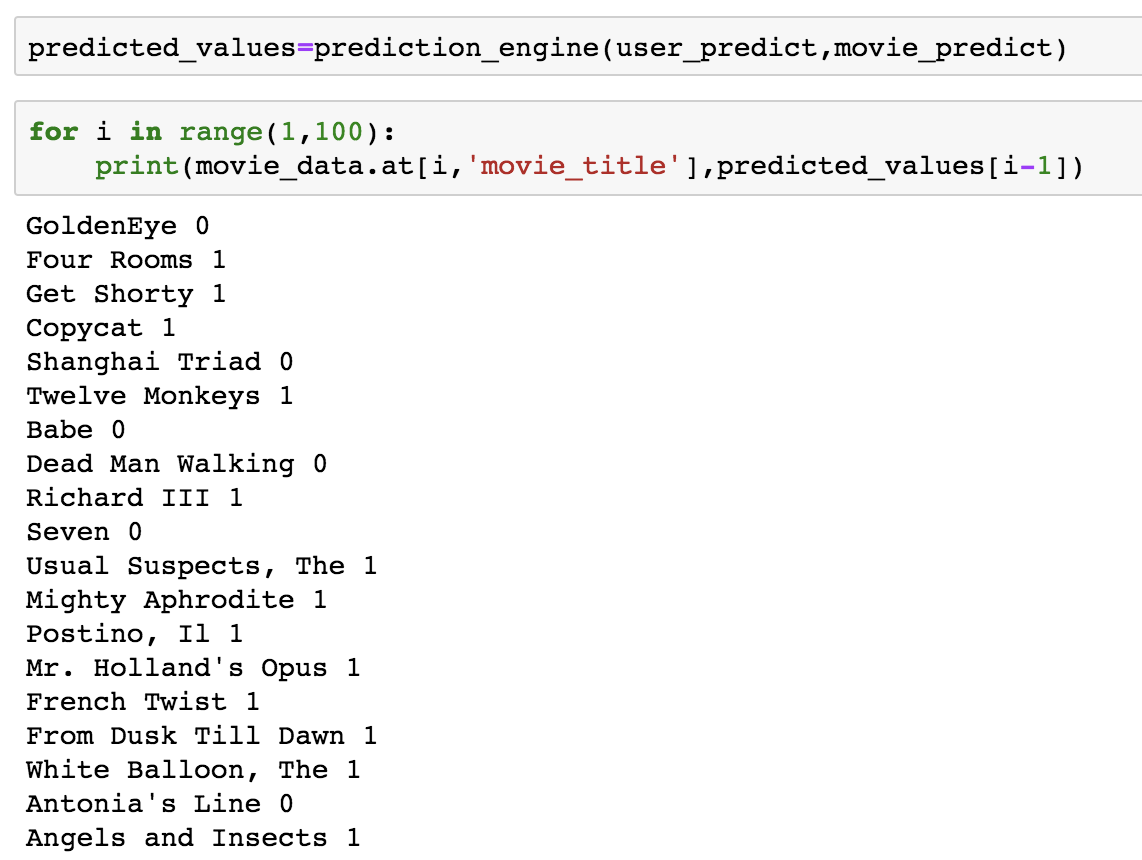 predicted_values=prediction_engine(user_predict,movie_predict)
for i in range(1,100):
    print(movie_data.at[i,'movie_title'],predicted_values[i-1])
GoldenEye 0
Four Rooms 1
Get Shorty 1
Copycat 1
Shanghai Triad 0
Twelve Monkeys 1
Babe 0
Dead Man Walking 0
Richard III 1
Seven 0
Usual Suspects, The 1
Mighty Aphrodite 1
Postino, Il 1
Mr. Holland's Opus 1
French Twist 1
From Dusk Till Dawn 1
White Balloon, The 1
Antonia's Line 0
Angels and Insects 1